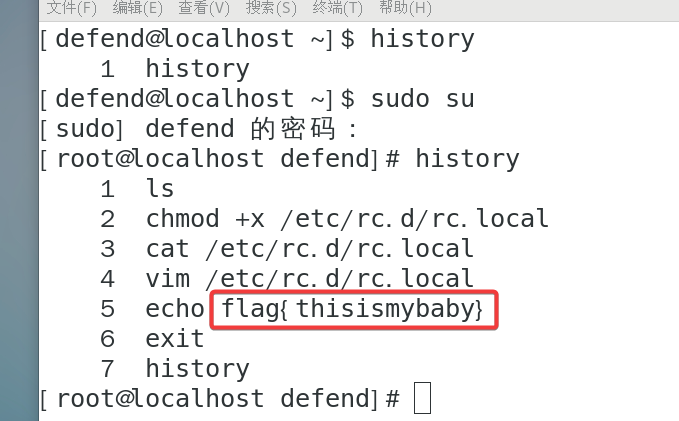 文件(F) 编辑(E) 查看(V) 搜索(S) 终端(T) 帮助(H)
[defend@localhost ~]$ history
1 history
[defend@localhost ~]$ sudo su
[sudo] defend 的密码：
[root@localhost defend]# history
1 ls
2 chmod +x /etc/rc.d/rc.local
3 cat /etc/rc.d/rc.local
4 vim /etc/rc.d/rc.local
5 echo flag{thisismybaby}
6 exit
7 history
[root@localhost defend]#